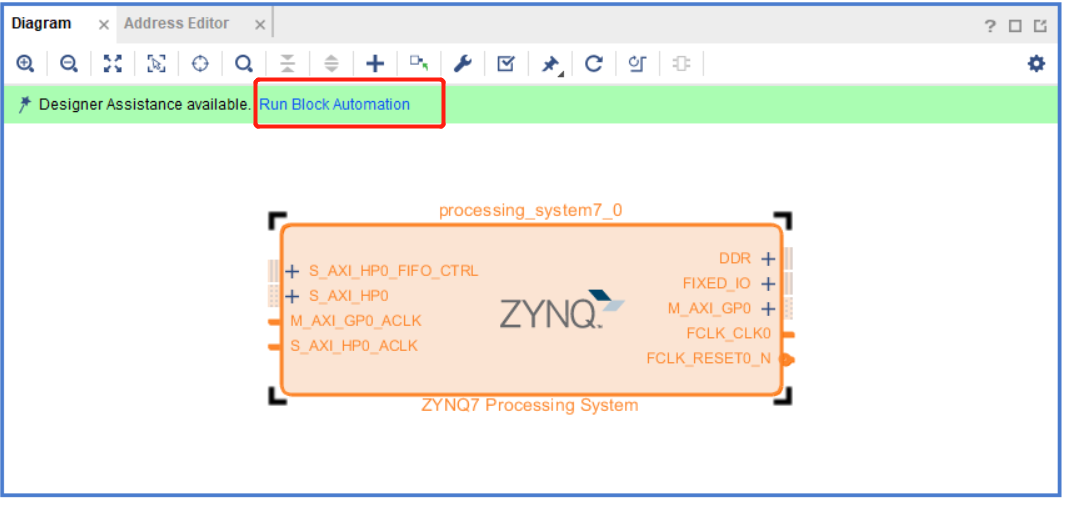 Diagram
Address Editor
Designer Assistance available. Run Block Automation
processing_system7_0
S_AXI_HP0_FIFO_CTRL
S_AXI_HP0
M_AXI_GP0_ACLK
S_AXI_HP0_ACLK
ZYNQ.
DDR
FIXED_IO
M_AXI_GP0
FCLK_CLK0
FCLK_RESET0_N
ZYNQ7 Processing System